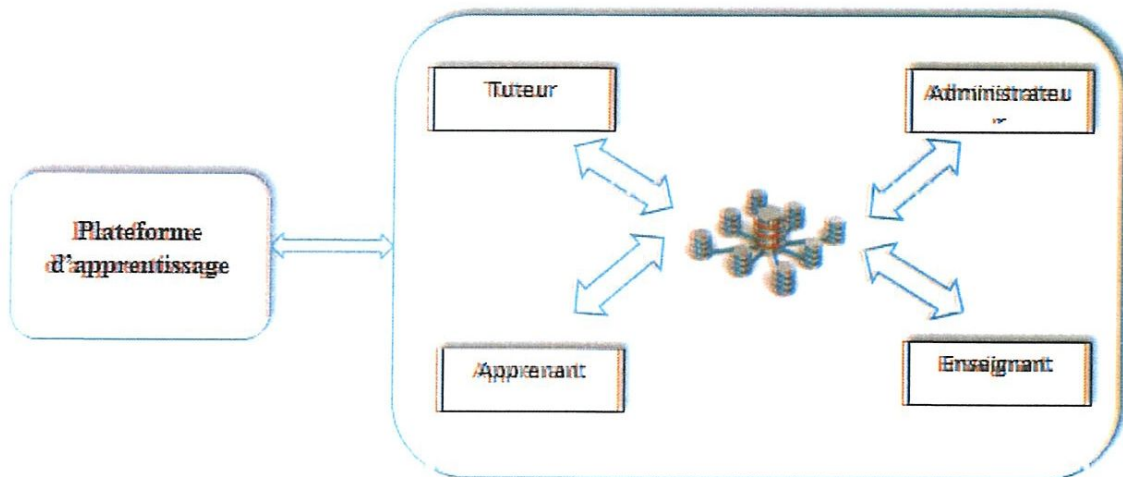 Tuteur
Administrateu
r
Plateforme
d'apprentissage
Apprenant
Enseignant